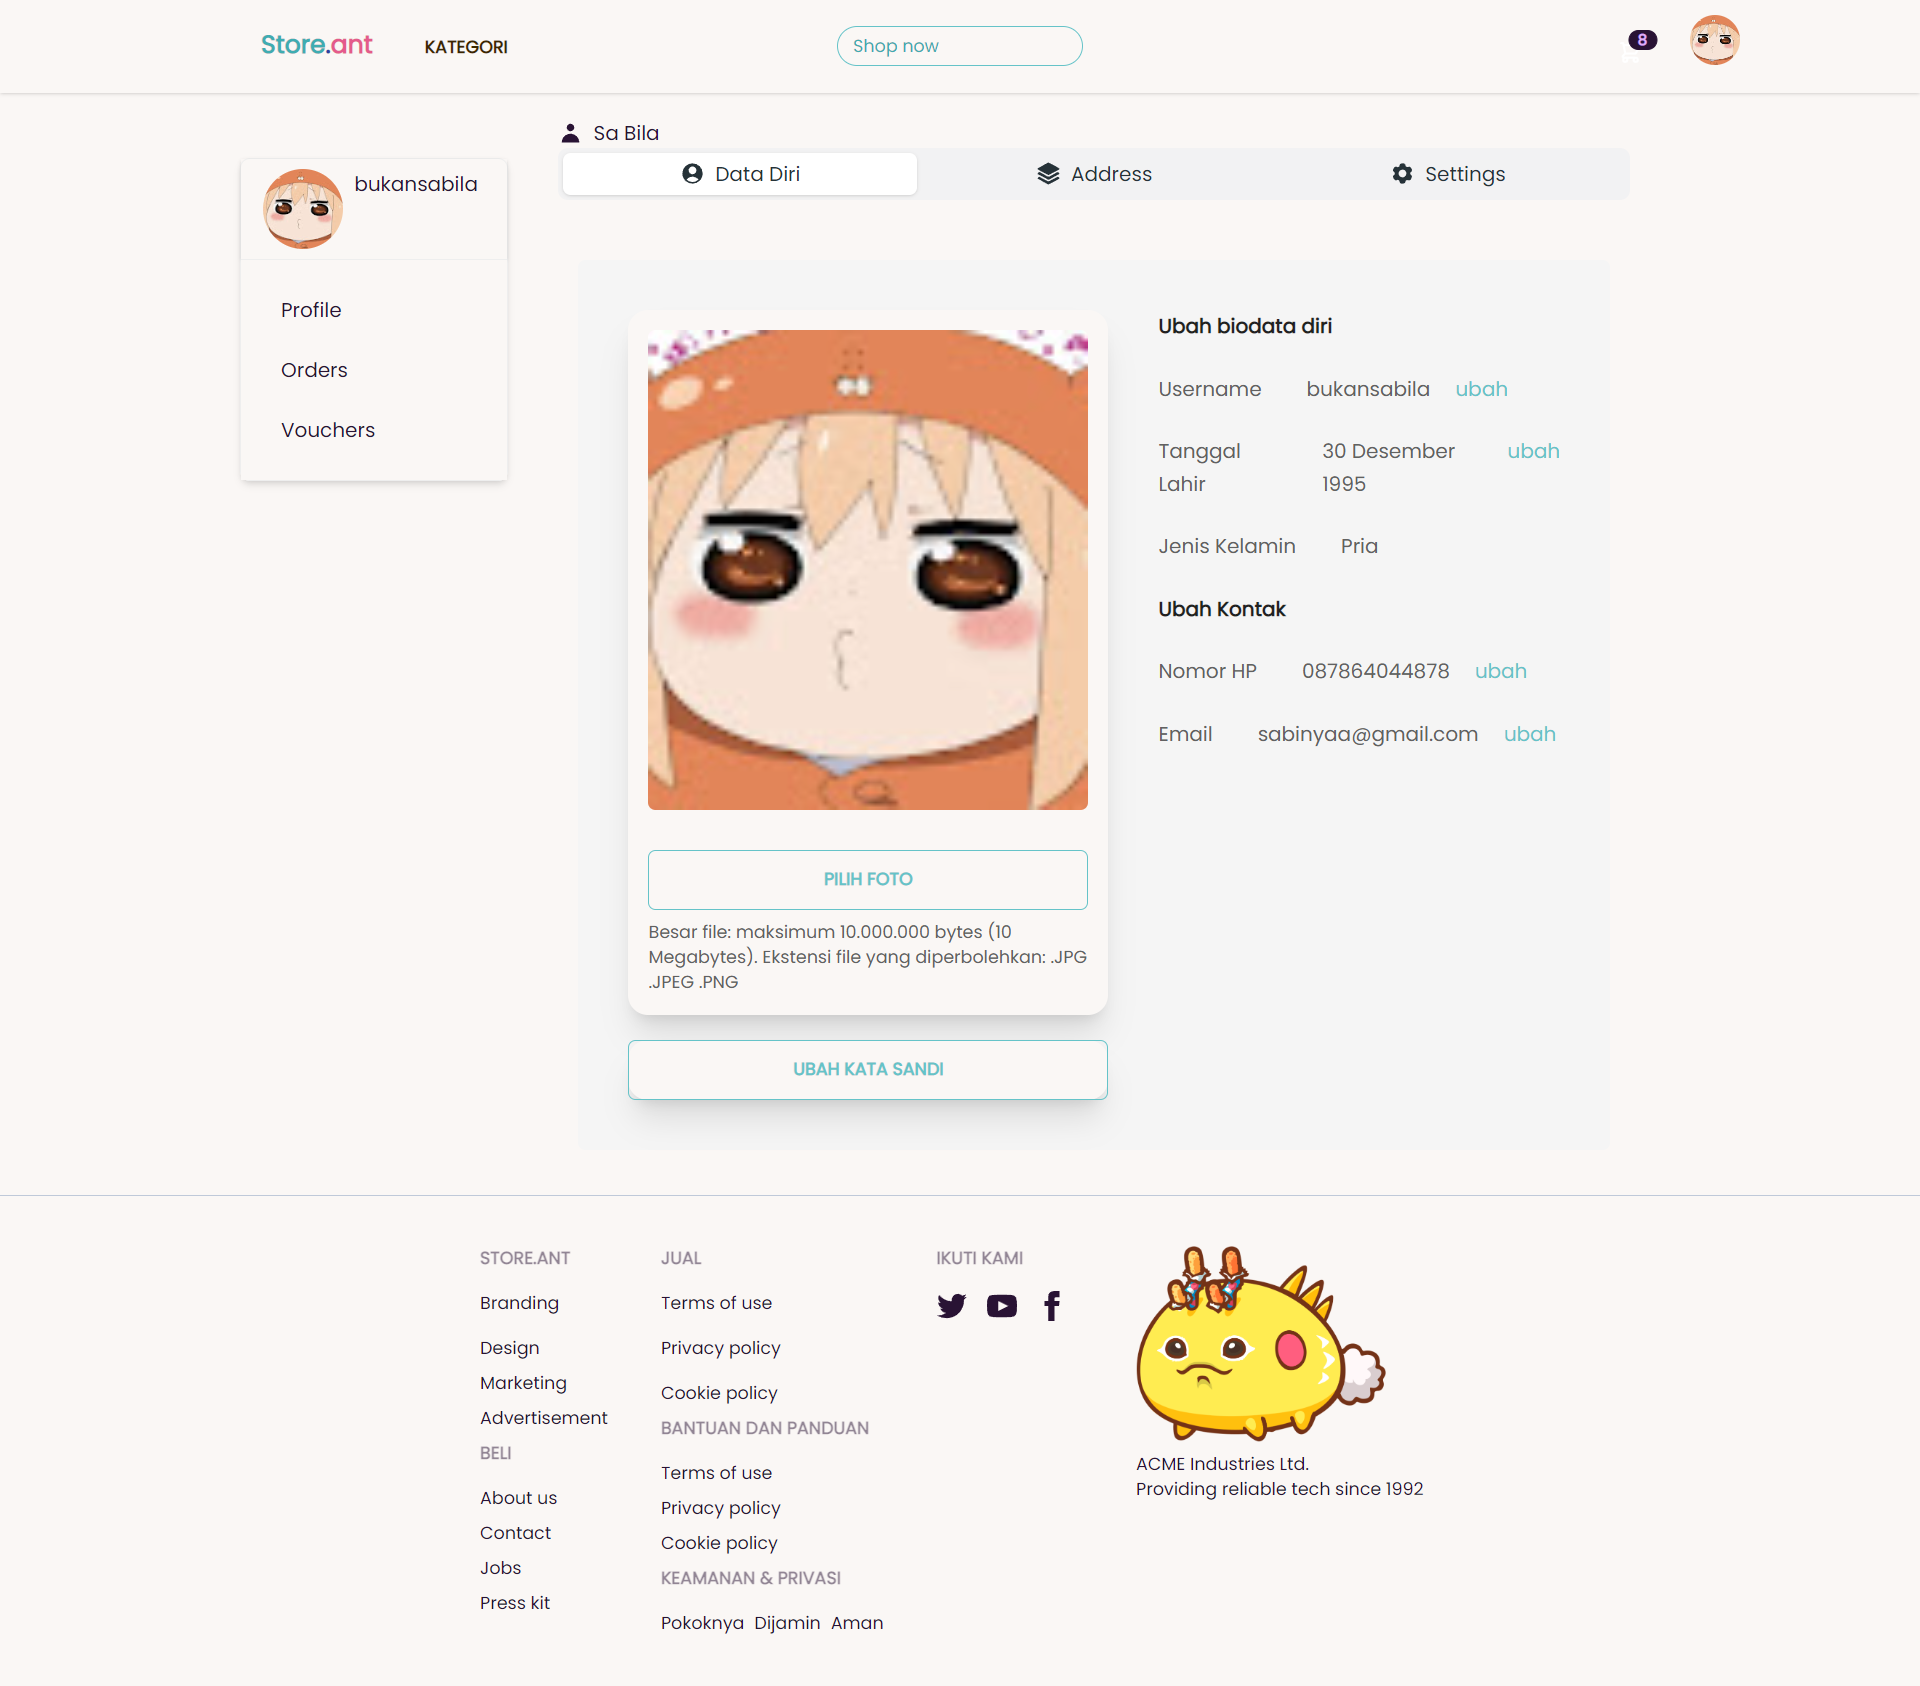 Store.ant
KATEGORI
Shop now
8
Sa Bila
bukansabila
Profile
Orders
Vouchers
Data Diri
Address
Settings
PILIH FOTO
Besar file: maksimum 10.000.000 bytes (10
Megabytes). Ekstensi file yang diperbolehkan: .JPG
.JPEG .PNG
UBAH KATA SANDI
Ubah biodata diri
Username bukansabila ubah
Tanggal 30 Desember ubah
Lahir 1995
Jenis Kelamin Pria
Ubah Kontak
Nomor HP 087864044878 ubah
Email sabinyaa@gmail.com ubah
STORE.ANT
Branding
Design
Marketing
Advertisement
BELI
About us
Contact
Jobs
Press kit
JUAL
Terms of use
Privacy policy
Cookie policy
BANTUAN DAN PANDUAN
Terms of use
Privacy policy
Cookie policy
KEAMANAN & PRIVASI
Pokoknya Dijamin Aman
IKUTI KAMI
ACME Industries Ltd.
Providing reliable tech since 1992